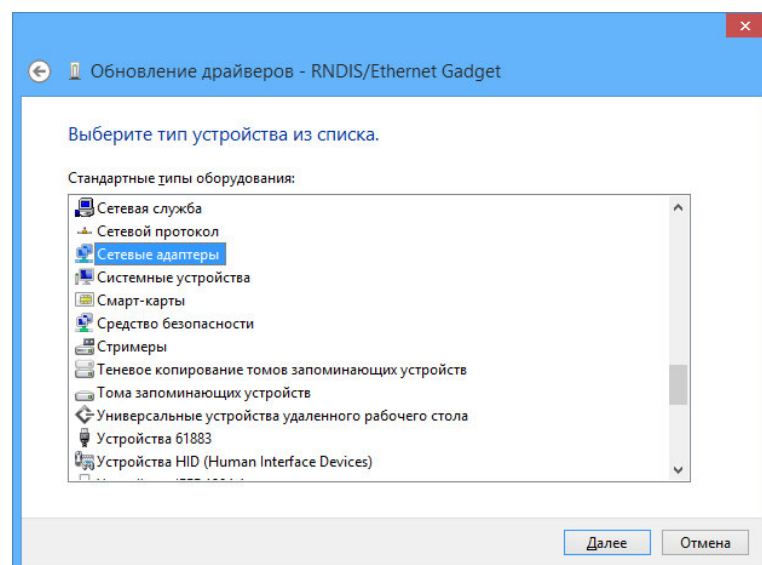 Обновление драйверов - RNDIS/Ethernet Gadget
Выберите тип устройства из списка.
Стандартные типы оборудования:
Сетевая служба
Сетевой протокол
Сетевые адаптеры
Системные устройства
Смарт-карты
Средство безопасности
Стримеры
Теневое копирование томов запоминающих устройств
Тома запоминающих устройств
Универсальные устройства удаленного рабочего стола
Устройства 61883
Устройства HID (Human Interface Devices)
Далее
Отмена